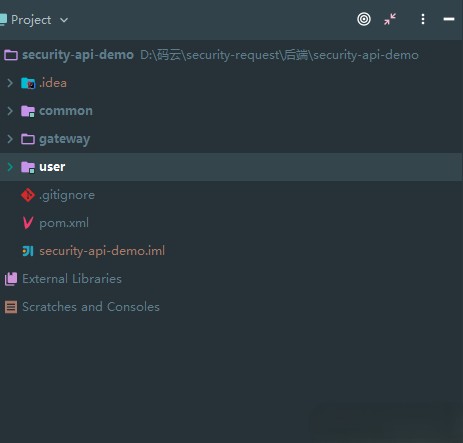 Project
security-api-demo D:\码云\security-request\后端\security-api-demo
.idea
common
gateway
user
.gitignore
pom.xml
security-api-demo.iml
External Libraries
Scratches and Consoles